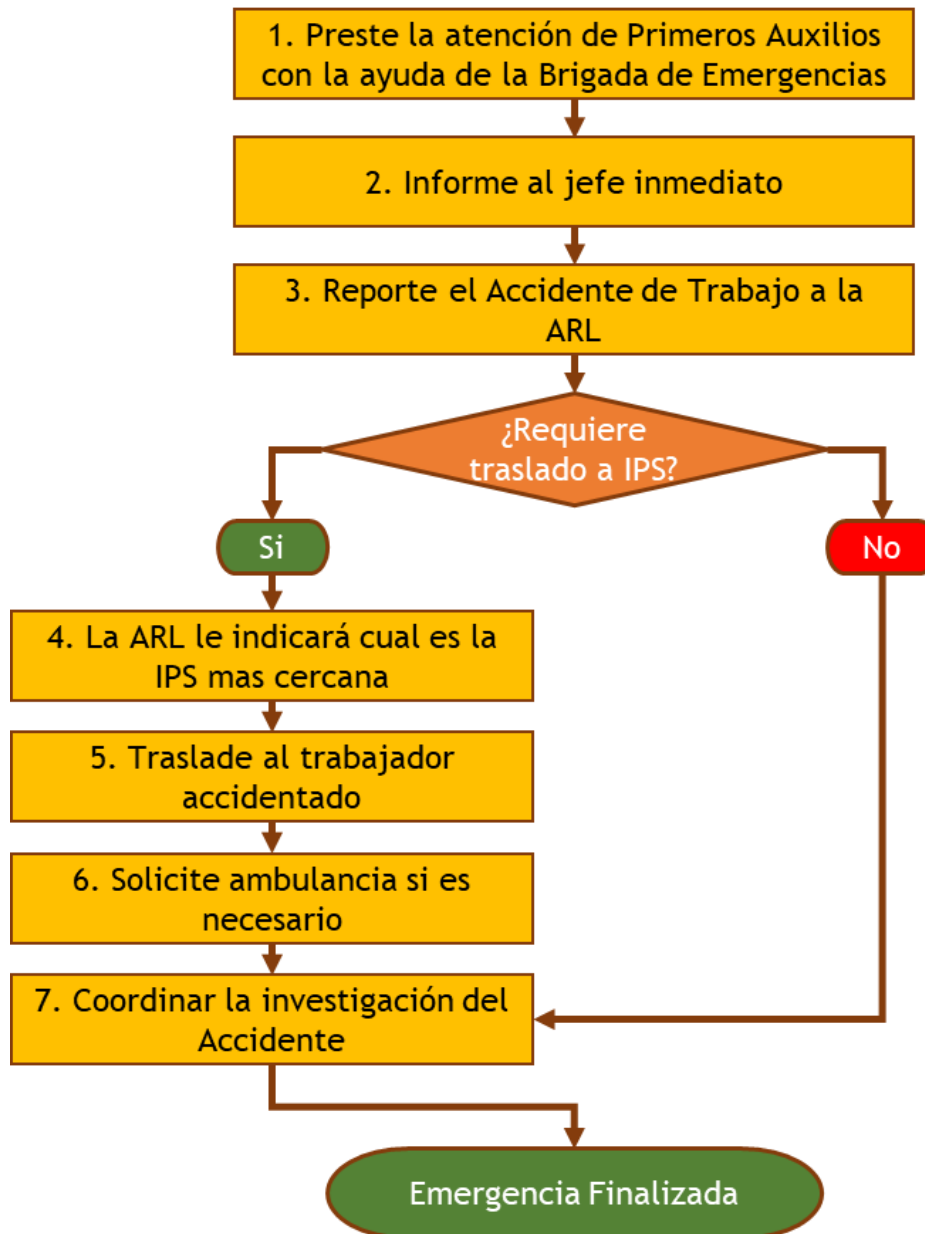 1. Preste la atención de Primeros Auxilios
con la ayuda de la Brigada de Emergencias
2. Informe al jefe inmediato
3. Reporte el Accidente de Trabajo a la
ARL
¿Requiere
traslado a IPS?
Si
No
4. La ARL le indicará cual es la
IPS mas cercana
5. Traslade al trabajador
accidentado
6. Solicite ambulancia si es
necesario
7. Coordinar la investigación del
Accidente
Emergencia Finalizada